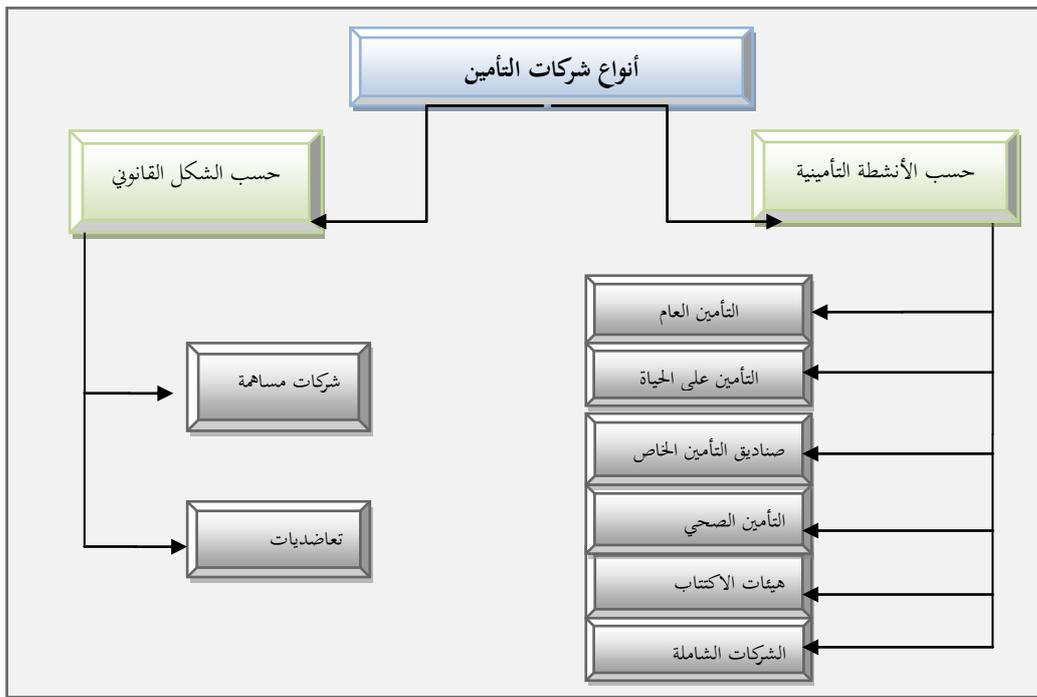 أنواع شركات التأمين
حسب الأنشطة التأمينية
حسب الشكل القانوني
التأمين العام
التأمين على الحياة
صناديق التأمين الخاص
التأمين الصحي
هيئات الاكتتاب
الشركات الشاملة
شركات مساهمة
تعاضديات